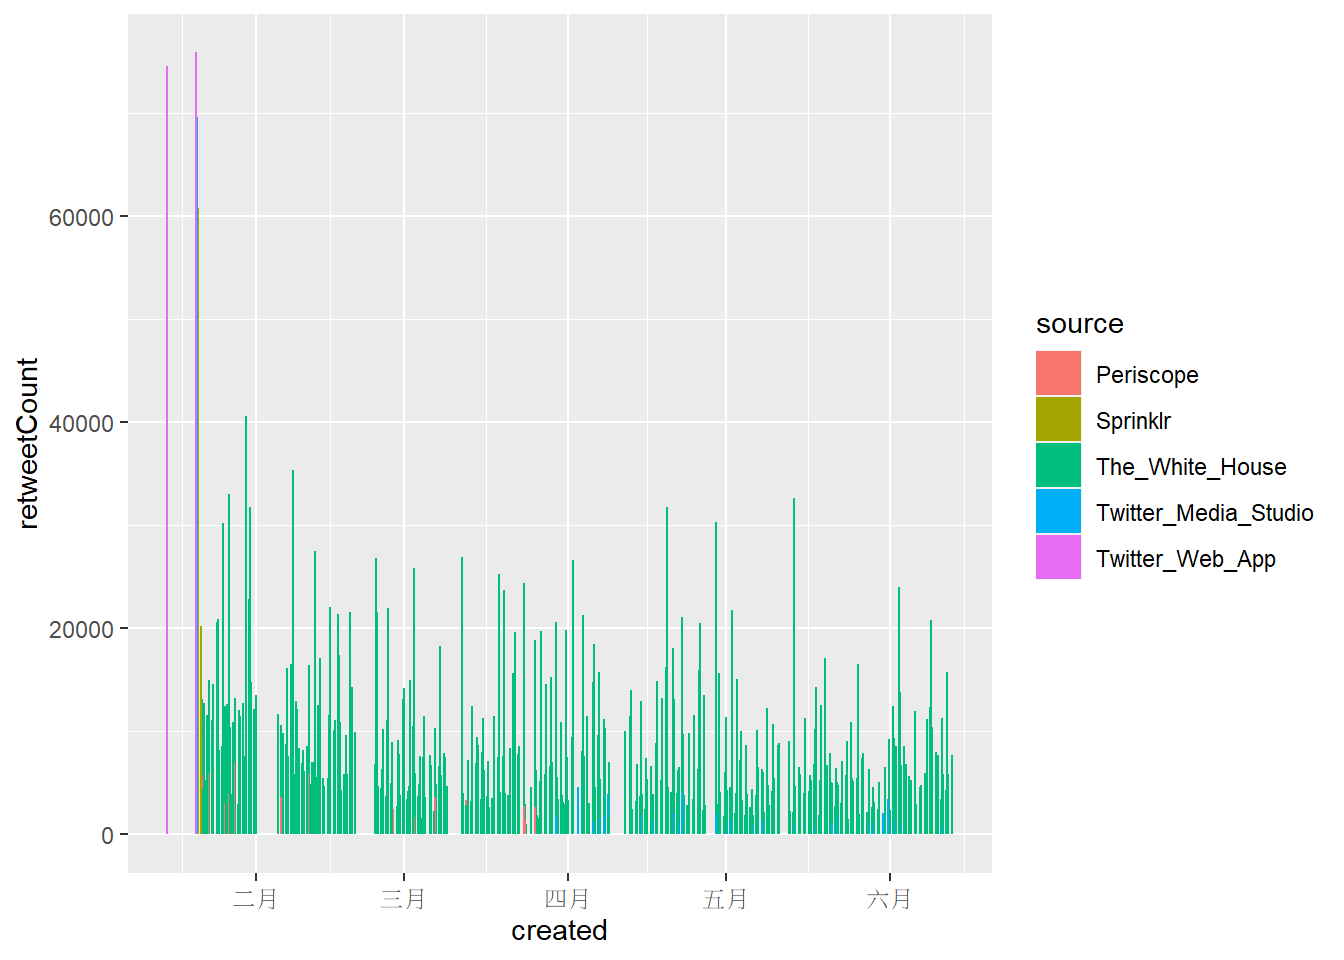 retweetCount
60000
40000
20000
0
二月 三月 四月 五月 六月
created
source
Periscope
Sprinklr
The_White_House
Twitter_Media_Studio
Twitter_Web_App